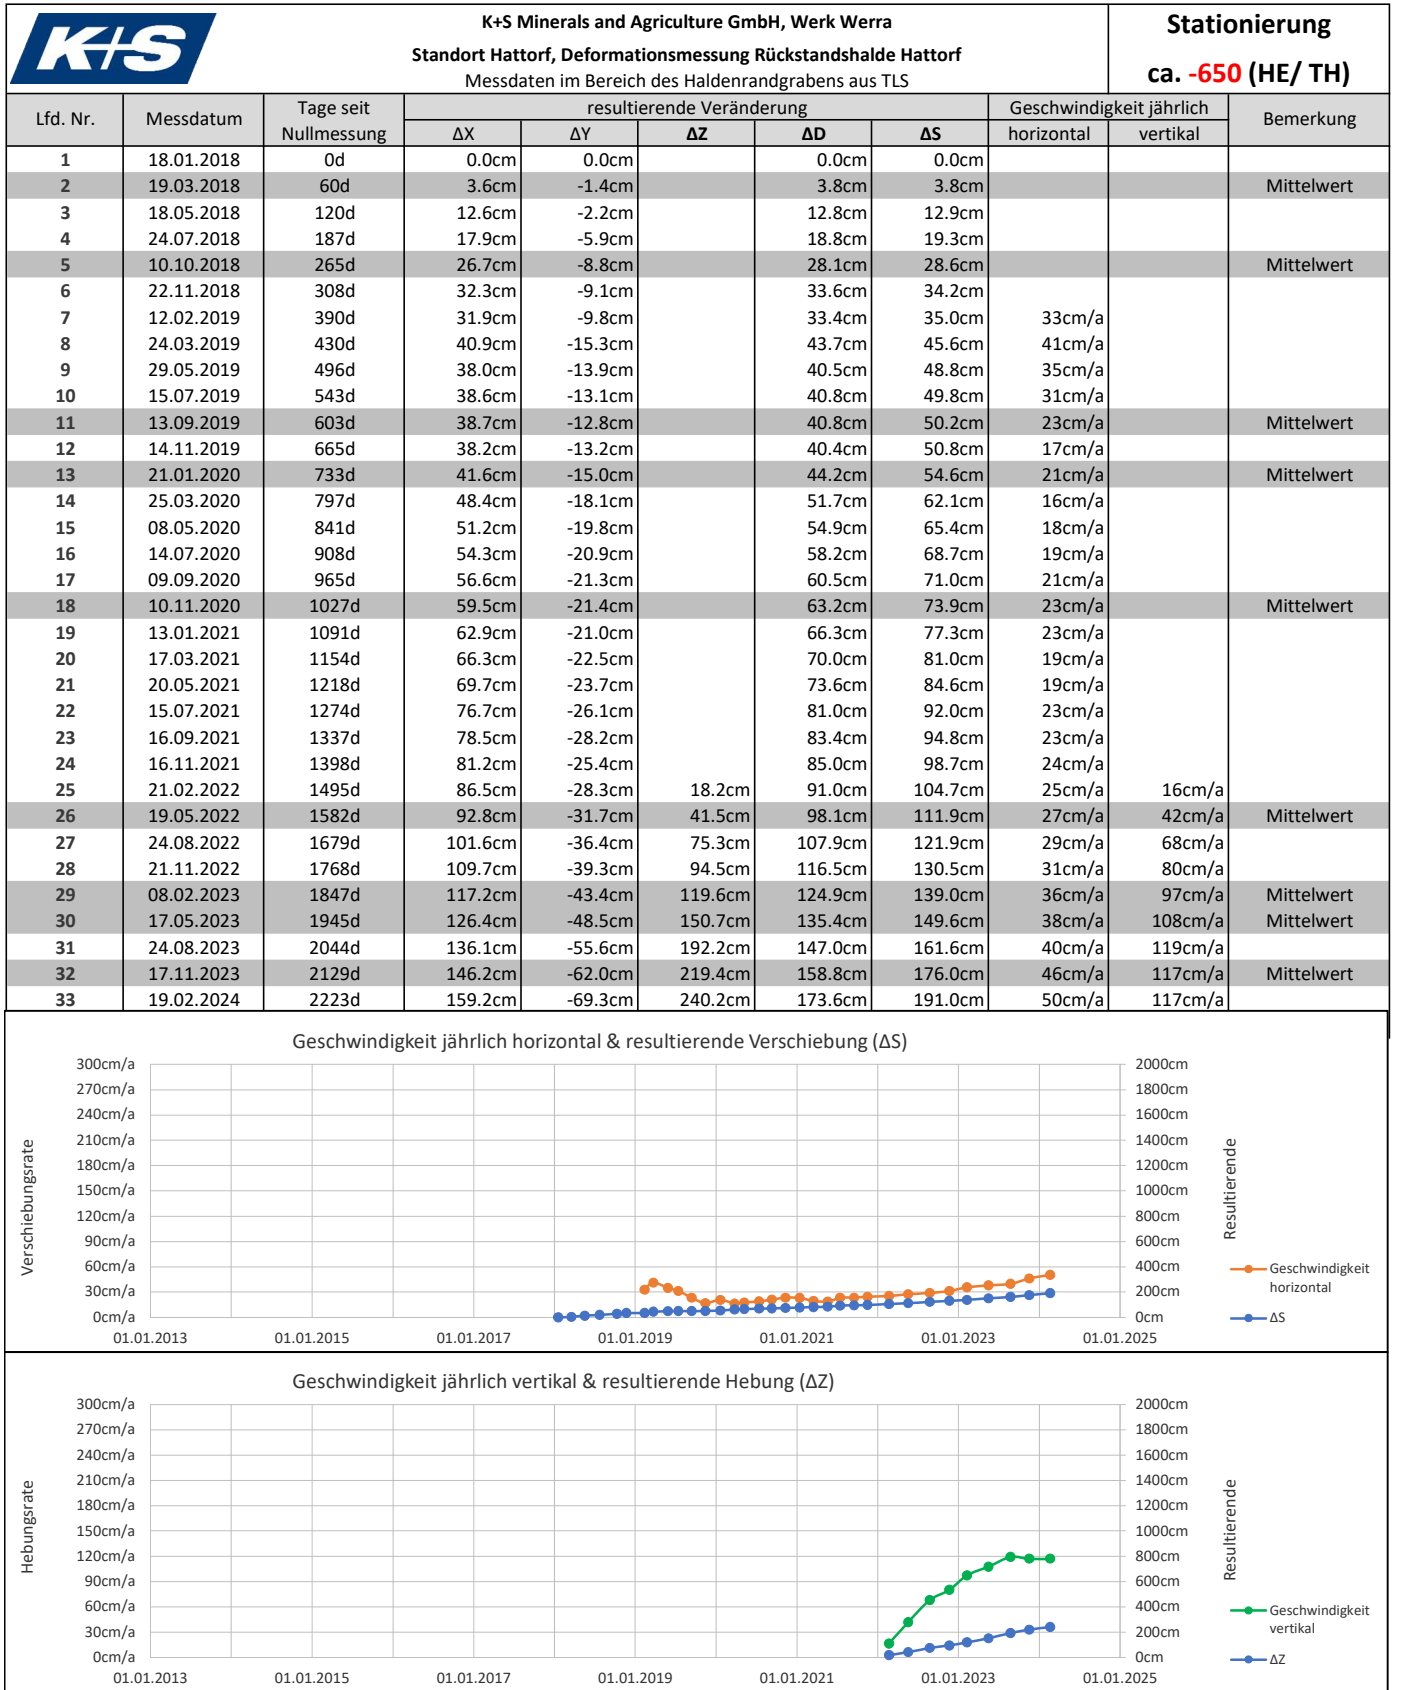 K+S
K+S Minerals and Agriculture GmbH, Werk Werra
Standort Hattorf, Deformationsmessung Rückstandshalde Hattorf
Messdaten im Bereich des Haldenrandgrabens aus TLS
Stationierung
ca. -650 (HE/ TH)
Lfd. Nr. Messdatum Tage seit Nullmessung resultierende Veränderung Geschwindigkeit jährlich Bemerkung
ΔX ΔY ΔZ ΔD ΔS horizontal vertikal
1 18.01.2018 0d 0.0cm 0.0cm 0.0cm 0.0cm
2 19.03.2018 60d 3.6cm -1.4cm 3.8cm 3.8cm Mittelwert
3 18.05.2018 120d 12.6cm -2.2cm 12.8cm 12.9cm
4 24.07.2018 187d 17.9cm -5.9cm 18.8cm 19.3cm
5 10.10.2018 265d 26.7cm -8.8cm 28.1cm 28.6cm Mittelwert
6 22.11.2018 308d 32.3cm -9.1cm 33.6cm 34.2cm
7 12.02.2019 390d 31.9cm -9.8cm 33.4cm 35.0cm 33cm/a
8 24.03.2019 430d 40.9cm -15.3cm 43.7cm 45.6cm 41cm/a
9 29.05.2019 496d 38.0cm -13.9cm 40.5cm 48.8cm 35cm/a
10 15.07.2019 543d 38.6cm -13.1cm 40.8cm 49.8cm 31cm/a
11 13.09.2019 603d 38.7cm -12.8cm 40.8cm 50.2cm 23cm/a Mittelwert
12 14.11.2019 665d 38.2cm -13.2cm 40.4cm 50.8cm 17cm/a
13 21.01.2020 733d 41.6cm -15.0cm 44.2cm 54.6cm 21cm/a Mittelwert
14 25.03.2020 797d 48.4cm -18.1cm 51.7cm 62.1cm 16cm/a
15 08.05.2020 841d 51.2cm -19.8cm 54.9cm 65.4cm 18cm/a
16 14.07.2020 908d 54.3cm -20.9cm 58.2cm 68.7cm 19cm/a
17 09.09.2020 965d 56.6cm -21.3cm 60.5cm 71.0cm 21cm/a
18 10.11.2020 1027d 59.5cm -21.4cm 63.2cm 73.9cm 23cm/a Mittelwert
19 13.01.2021 1091d 62.9cm -21.0cm 66.3cm 77.3cm 23cm/a
20 17.03.2021 1154d 66.3cm -22.5cm 70.0cm 81.0cm 19cm/a
21 20.05.2021 1218d 69.7cm -23.7cm 73.6cm 84.6cm 19cm/a
22 15.07.2021 1274d 76.7cm -26.1cm 81.0cm 92.0cm 23cm/a
23 16.09.2021 1337d 78.5cm -28.2cm 83.4cm 94.8cm 23cm/a
24 16.11.2021 1398d 81.2cm -25.4cm 85.0cm 98.7cm 24cm/a
25 21.02.2022 1495d 86.5cm -28.3cm 18.2cm 91.0cm 104.7cm 25cm/a 16cm/a
26 19.05.2022 1582d 92.8cm -31.7cm 41.5cm 98.1cm 111.9cm 27cm/a 42cm/a Mittelwert
27 24.08.2022 1679d 101.6cm -36.4cm 75.3cm 107.9cm 121.9cm 29cm/a 68cm/a
28 21.11.2022 1768d 109.7cm -39.3cm 94.5cm 116.5cm 130.5cm 31cm/a 80cm/a
29 08.02.2023 1847d 117.2cm -43.4cm 119.6cm 124.9cm 139.0cm 36cm/a 97cm/a Mittelwert
30 17.05.2023 1945d 126.4cm -48.5cm 150.7cm 135.4cm 149.6cm 38cm/a 108cm/a Mittelwert
31 24.08.2023 2044d 136.1cm -55.6cm 192.2cm 147.0cm 161.6cm 40cm/a 119cm/a
32 17.11.2023 2129d 146.2cm -62.0cm 219.4cm 158.8cm 176.0cm 46cm/a 117cm/a Mittelwert
33 19.02.2024 2223d 159.2cm -69.3cm 240.2cm 173.6cm 191.0cm 50cm/a 117cm/a
Geschwindigkeit jährlich horizontal & resultierende Verschiebung (ΔS)
300cm/a 2000cm
270cm/a 1800cm
240cm/a 1600cm
210cm/a 1400cm
180cm/a 1200cm
150cm/a 1000cm
120cm/a 800cm
90cm/a 600cm
60cm/a 400cm
30cm/a 200cm
0cm/a 0cm
Verschiebungsrate
Resultierende
Geschwindigkeit
horizontal
ΔS
01.01.2013 01.01.2015 01.01.2017 01.01.2019 01.01.2021 01.01.2023 01.01.2025
Geschwindigkeit jährlich vertikal & resultierende Hebung (ΔZ)
300cm/a 2000cm
270cm/a 1800cm
240cm/a 1600cm
210cm/a 1400cm
180cm/a 1200cm
150cm/a 1000cm
120cm/a 800cm
90cm/a 600cm
60cm/a 400cm
30cm/a 200cm
0cm/a 0cm
Hebungsrate
Resultierende
Geschwindigkeit
vertikal
ΔZ
01.01.2013 01.01.2015 01.01.2017 01.01.2019 01.01.2021 01.01.2023 01.01.2025